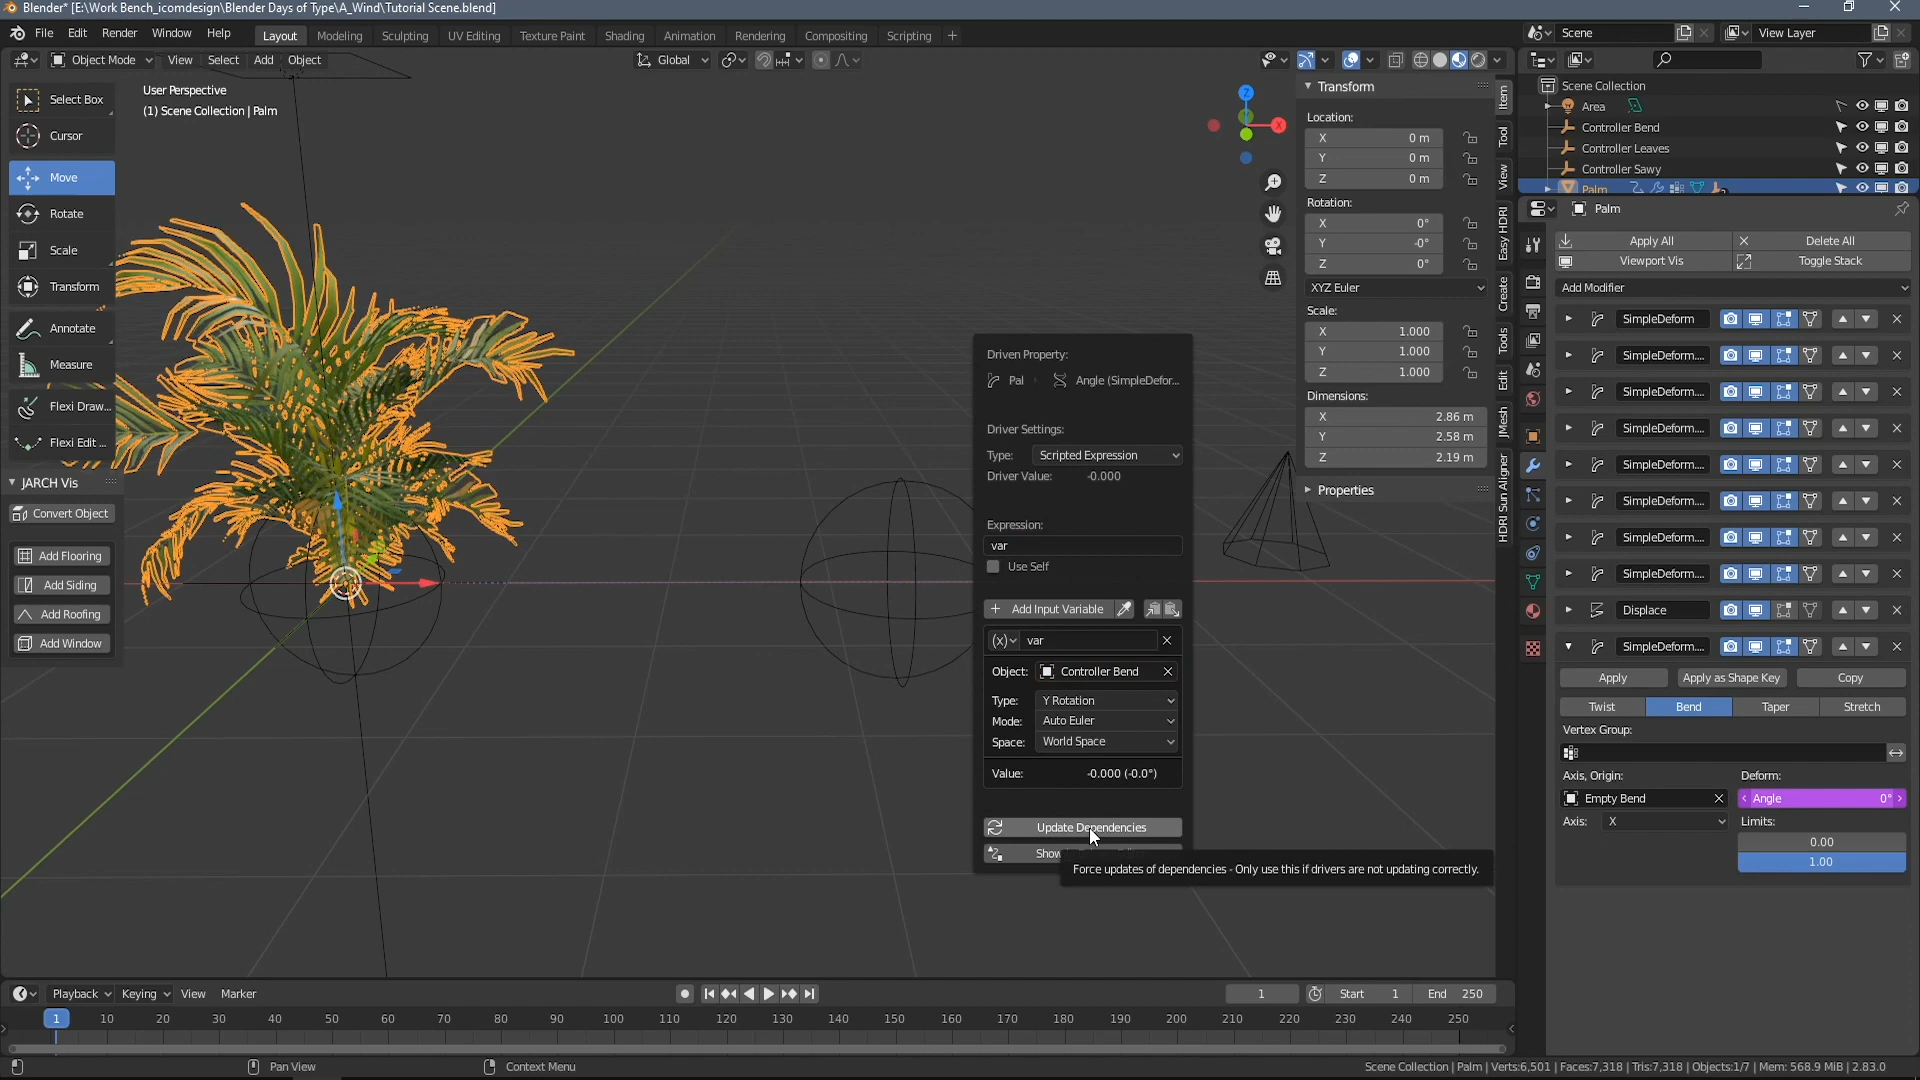 Blender* [E:\Work Bench_icomdesign\Blender Days of Type\A_Wind\Tutorial Scene.blend]
File Edit Render Window Help Layout Modeling Sculpting UV Editing Texture Paint Shading Animation Rendering Compositing Scripting + Scene View Layer
Object Mode View Select Add Object Global
User Perspective
(1) Scene Collection | Palm
Select Box
Cursor
Move
Rotate
Scale
Transform
Annotate
Measure
Flexi Draw...
Flexi Edit ...
JARCH Vis
Convert Object
Add Flooring
Add Siding
Add Roofing
Add Window
Z
X
Driven Property:
Pal Angle (SimpleDefor...
Driver Settings:
Type: Scripted Expression
Driver Value: -0.000
Expression:
var
Use Self
+ Add Input Variable
(x) var
Object: Controller Bend
Type: Y Rotation
Mode: Auto Euler
Space: World Space
Value: -0.000 (-0.0°)
Update Dependencies
Show
Force updates of dependencies - Only use this if drivers are not updating correctly.
Transform
Location:
X 0 m
Y 0 m
Z 0 m
Rotation:
X 0°
Y -0°
Z 0°
XYZ Euler
Scale:
X 1.000
Y 1.000
Z 1.000
Dimensions:
X 2.86 m
Y 2.58 m
Z 2.19 m
Properties
Item
Tool
View
Easy HDRI
Create
Tools
Edit
JMesh
HDRI Sun Aligner
Scene Collection
Area
Controller Bend
Controller Leaves
Controller Sawy
Palm
Palm
Apply All Delete All
Viewport Vis Toggle Stack
Add Modifier
SimpleDeform
SimpleDeform....
SimpleDeform....
SimpleDeform....
SimpleDeform....
SimpleDeform....
SimpleDeform....
SimpleDeform....
Displace
SimpleDeform....
Apply Apply as Shape Key Copy
Twist Bend Taper Stretch
Vertex Group:
Axis, Origin: Deform:
Empty Bend Angle 0°
Axis: X Limits:
0.00
1.00
Playback Keying View Marker 1 Start 1 End 250
1 10 20 30 40 50 60 70 80 90 100 110 120 130 140 150 160 170 180 190 200 210 220 230 240 250
Pan View Context Menu Scene Collection | Palm | Verts:6,501 | Faces:7,318 | Tris:7,318 | Objects:1/7 | Mem: 568.9 MiB | 2.83.0